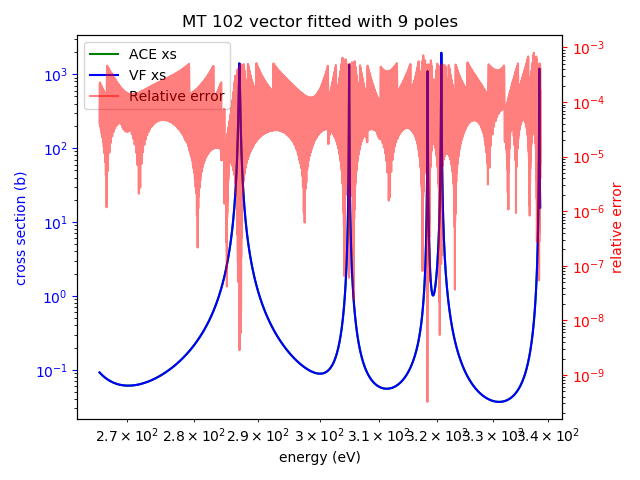 MT 102 vector fitted with 9 poles
ACE xs
VF xs
Relative error
cross section (b)
10³
10²
10¹
10⁰
10⁻¹
10⁻³
10⁻⁴
10⁻⁵
10⁻⁶
10⁻⁷
10⁻⁸
10⁻⁹
relative error
2.7 × 10² 2.8 × 10² 2.9 × 10² 3 × 10² 3.1 × 10² 3.2 × 10² 3.3 × 10² 3.4 × 10²
energy (eV)